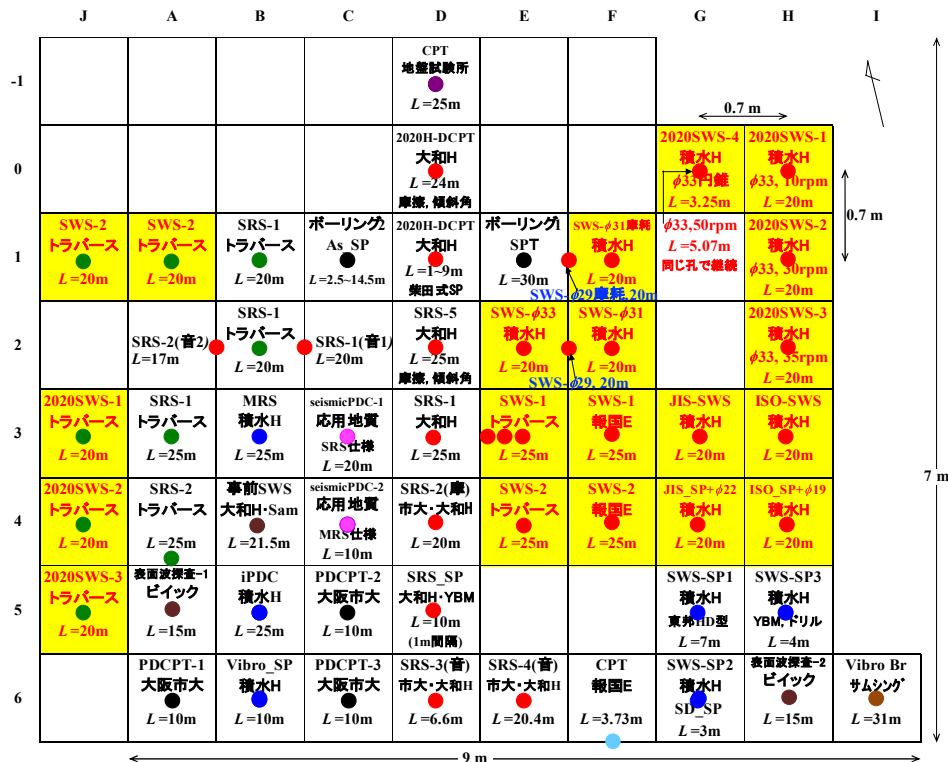 J A B C D E F G H I
-1
CPT
地盤試験所
L=25m
0.7 m
0
2020H-DCPT
大和H
L=24m
摩擦, 傾斜角
2020SWS-4
積水H
ϕ33円錐
L=3.25m
2020SWS-1
積水H
ϕ33, 10rpm
L=20m
0.7 m
1
SWS-2
トラバース
L=20m
SWS-2
トラバース
L=20m
SRS-1
トラバース
L=20m
ボーリング2
As_SP
L=2.5~14.5m
2020H-DCPT
大和H
L=1~9m
柴田式SP
ボーリング1
SPT
L=30m
SWS-ϕ31摩耗
積水H
L=20m
SWS-ϕ29摩耗, 20m
ϕ33,50rpm
L=5.07m
同じ孔で継続
2020SWS-2
積水H
ϕ33, 30rpm
L=20m
2
SRS-2(音2)
L=17m
SRS-1
トラバース
L=20m
SRS-1(音1)
L=20m
SRS-5
大和H
L=25m
摩擦, 傾斜角
SWS-ϕ33
積水H
L=20m
SWS-ϕ31
積水H
L=20m
SWS-ϕ29, 20m
2020SWS-3
積水H
ϕ33, 35rpm
L=20m
3
2020SWS-1
トラバース
L=20m
SRS-1
トラバース
L=25m
MRS
積水H
L=25m
seismicPDC-1
応用地質
SRS仕様
L=20m
SRS-1
大和H
L=25m
SWS-1
トラバース
L=25m
SWS-1
報国E
L=25m
JIS-SWS
積水H
L=20m
ISO-SWS
積水H
L=20m
7 m
4
2020SWS-2
トラバース
L=20m
SRS-2
トラバース
L=25m
事前SWS
大和H・Sam
L=21.5m
seismicPDC-2
応用地質
MRS仕様
L=10m
SRS-2(摩)
市大・大和H
L=20m
SWS-2
トラバース
L=25m
SWS-2
報国E
L=25m
JIS_SP+ϕ22
積水H
L=20m
ISO_SP+ϕ19
積水H
L=20m
5
2020SWS-3
トラバース
L=20m
表面波探査-1
ビイック
L=15m
iPDC
積水H
L=25m
PDCPT-2
大阪市大
L=10m
SRS_SP
大和H・YBM
L=10m
(1m間隔)
SWS-SP1
積水H
東邦HD型
L=7m
SWS-SP3
積水H
YBM,ドリル
L=4m
6
PDCPT-1
大阪市大
L=10m
Vibro_SP
積水H
L=10m
PDCPT-3
大阪市大
L=10m
SRS-3(音)
市大・大和H
L=6.6m
SRS-4(音)
市大・大和H
L=20.4m
CPT
報国E
L=3.73m
SWS-SP2
積水H
SD_SP
L=3m
表面波探査-2
ビイック
L=15m
Vibro Br
サムシング
L=31m
9 m